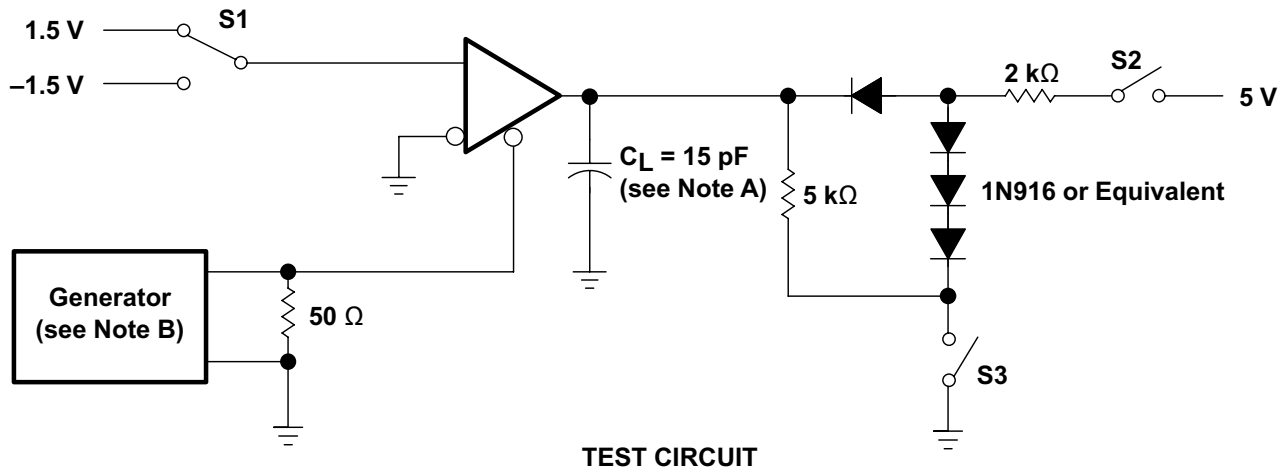 1.5 V
S1
–1.5 V
2 kΩ
S2
5 V
CL = 15 pF
(see Note A)
5 kΩ
1N916 or Equivalent
Generator
(see Note B)
50 Ω
S3
TEST CIRCUIT